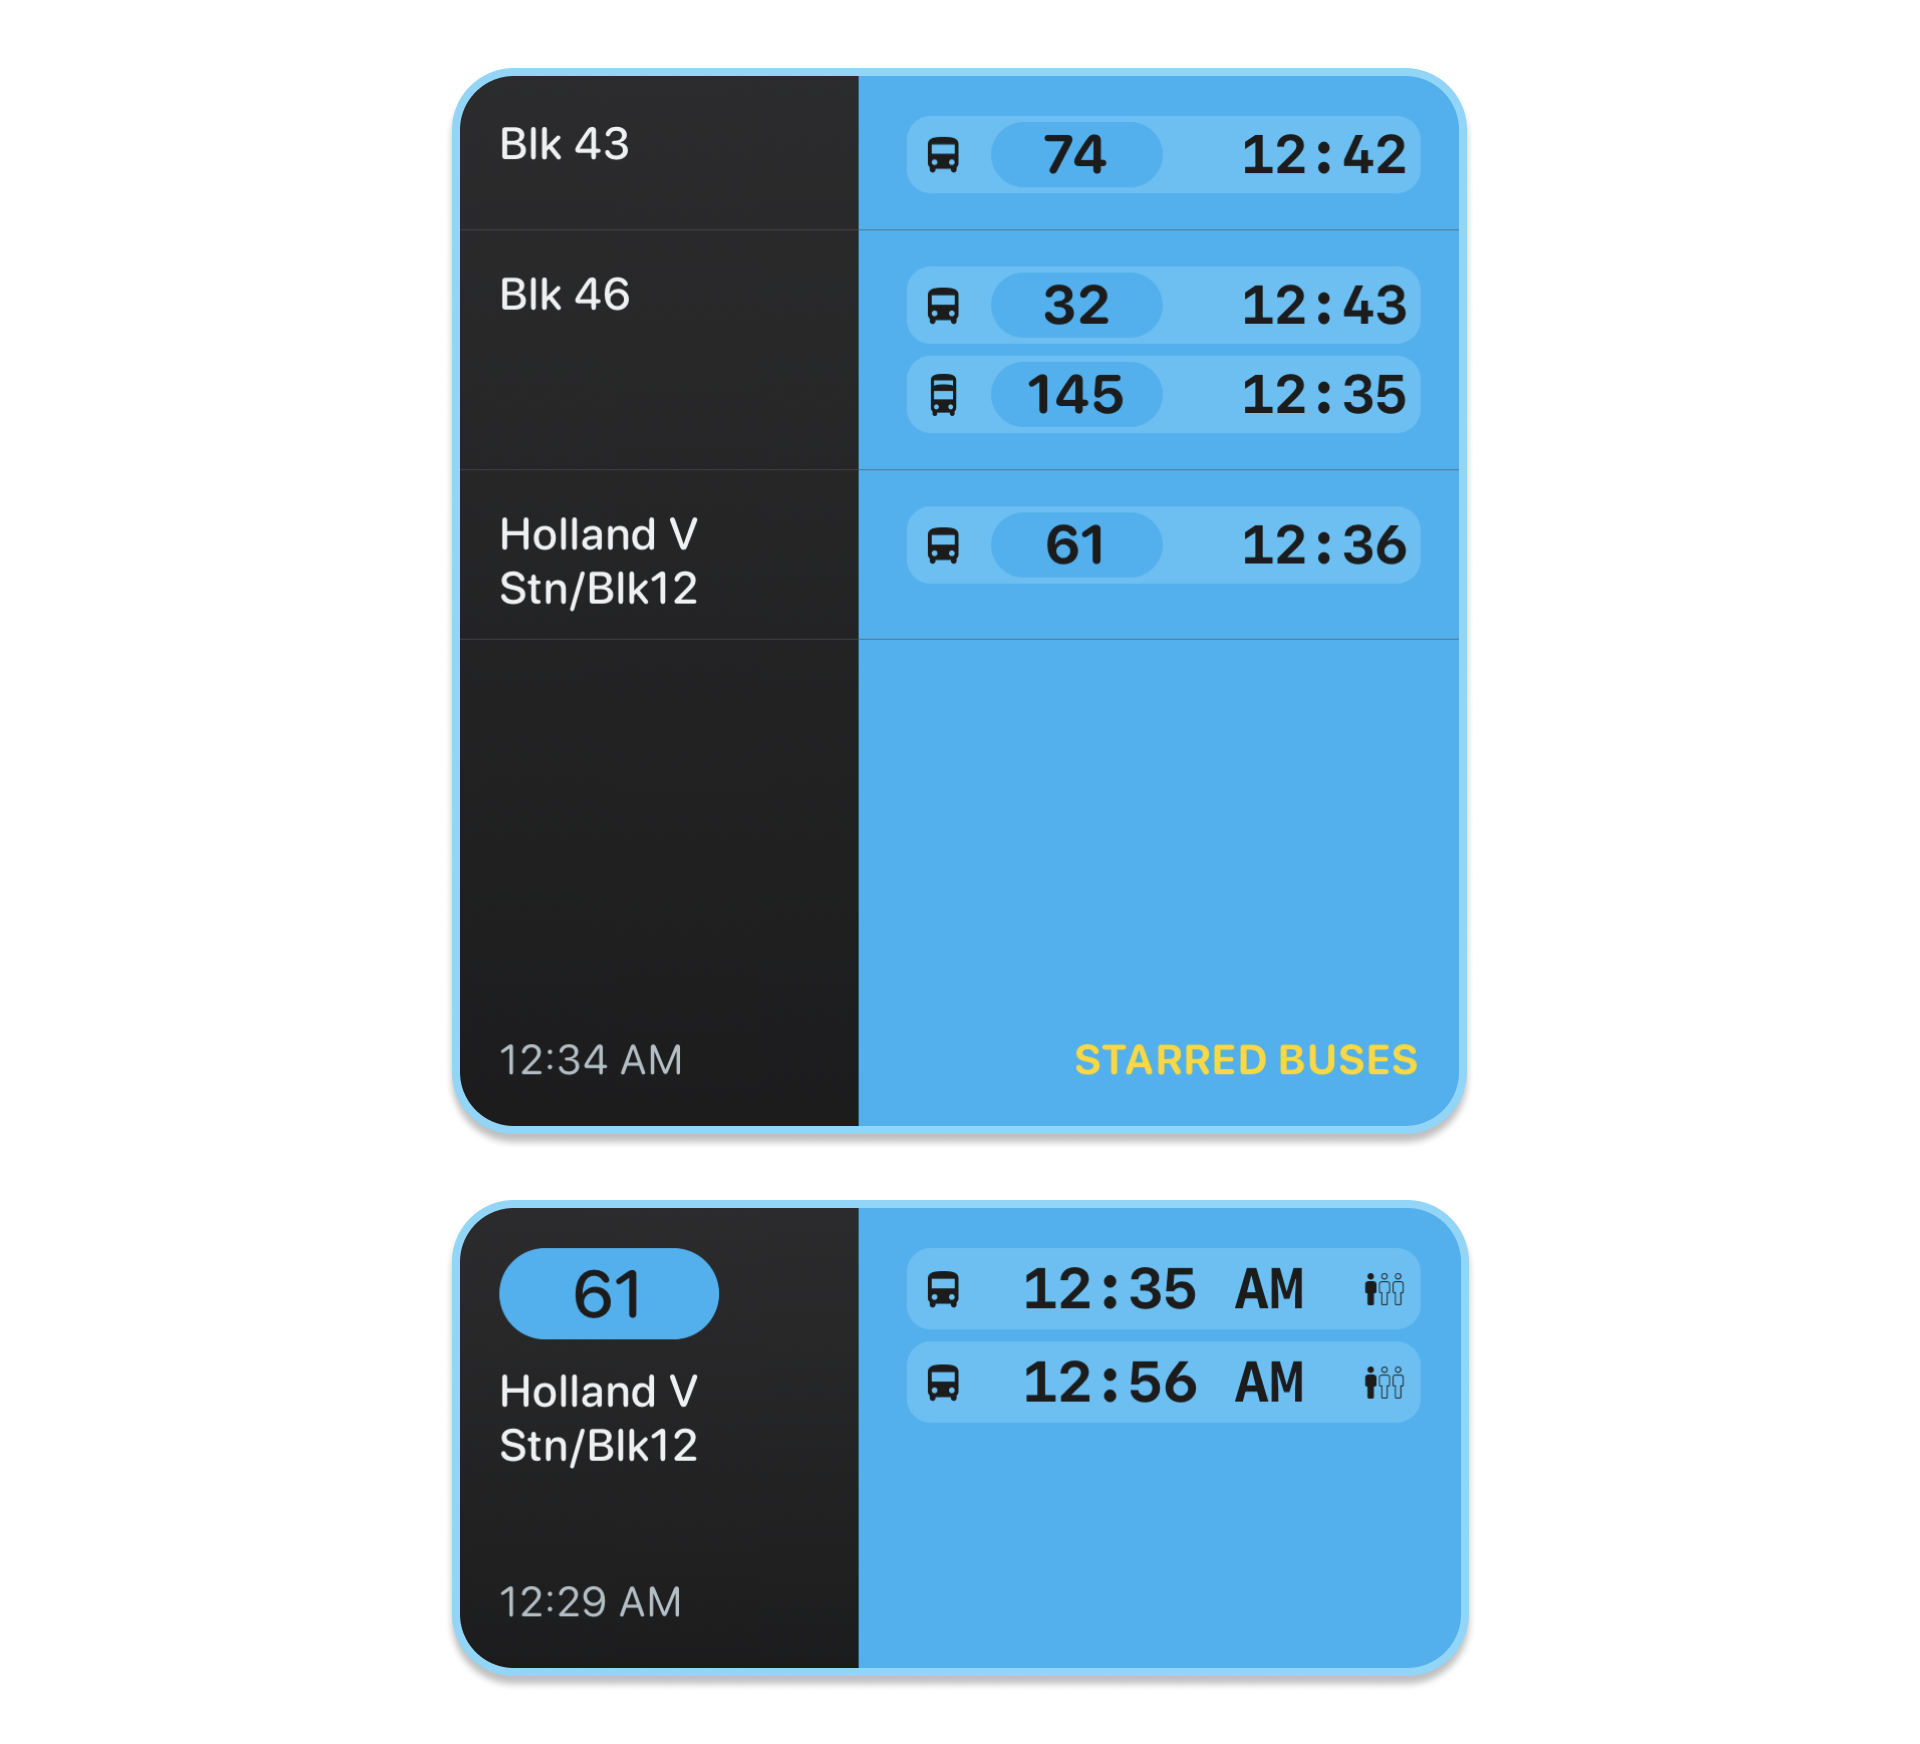 Blk 43
74 12:42
Blk 46
32 12:43
145 12:35
Holland V
Stn/Blk12
61 12:36
12:34 AM
STARRED BUSES
61
Holland V
Stn/Blk12
12:29 AM
12:35 AM
12:56 AM